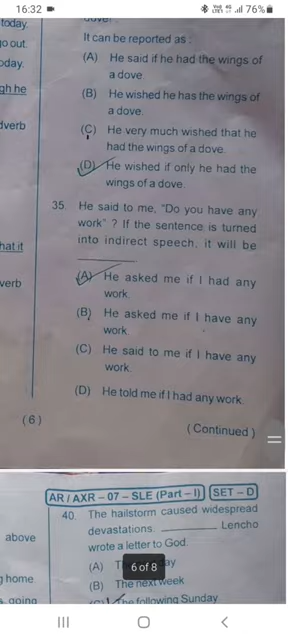 16:32
76%
today.
go out.
oday.
gh he
dverb
hat it
verb
It can be reported as :
(A) He said if he had the wings of
a dove.
(B) He wished he has the wings of
a dove.
(C) He very much wished that he
had the wings of a dove.
(D) He wished if only he had the
wings of a dove.
35. He said to me, "Do you have any
work" ? If the sentence is turned
into indirect speech, it will be
(A) He asked me if I had any
work.
(B) He asked me if I have any
work.
(C) He said to me if I have any
work.
(D) He told me if I had any work.
(6)
(Continued)
AR / AXR – 07 – SLE (Part – I) SET – D
above
g home.
going
40. The hailstorm caused widespread
devastations. ________ Lencho
wrote a letter to God.
(A)
6 of 8
(B) The next week
The following Sunday